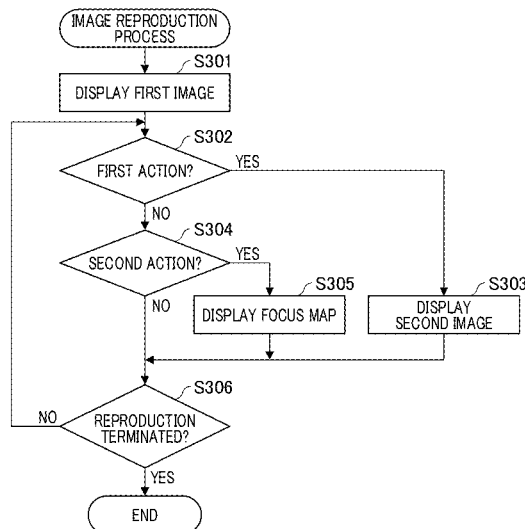 IMAGE REPRODUCTION
PROCESS
S301
DISPLAY FIRST IMAGE
S302
FIRST ACTION?
YES
NO
S304
SECOND ACTION?
YES
NO
S305
DISPLAY FOCUS MAP
S303
DISPLAY
SECOND IMAGE
S306
REPRODUCTION
TERMINATED?
NO
YES
END